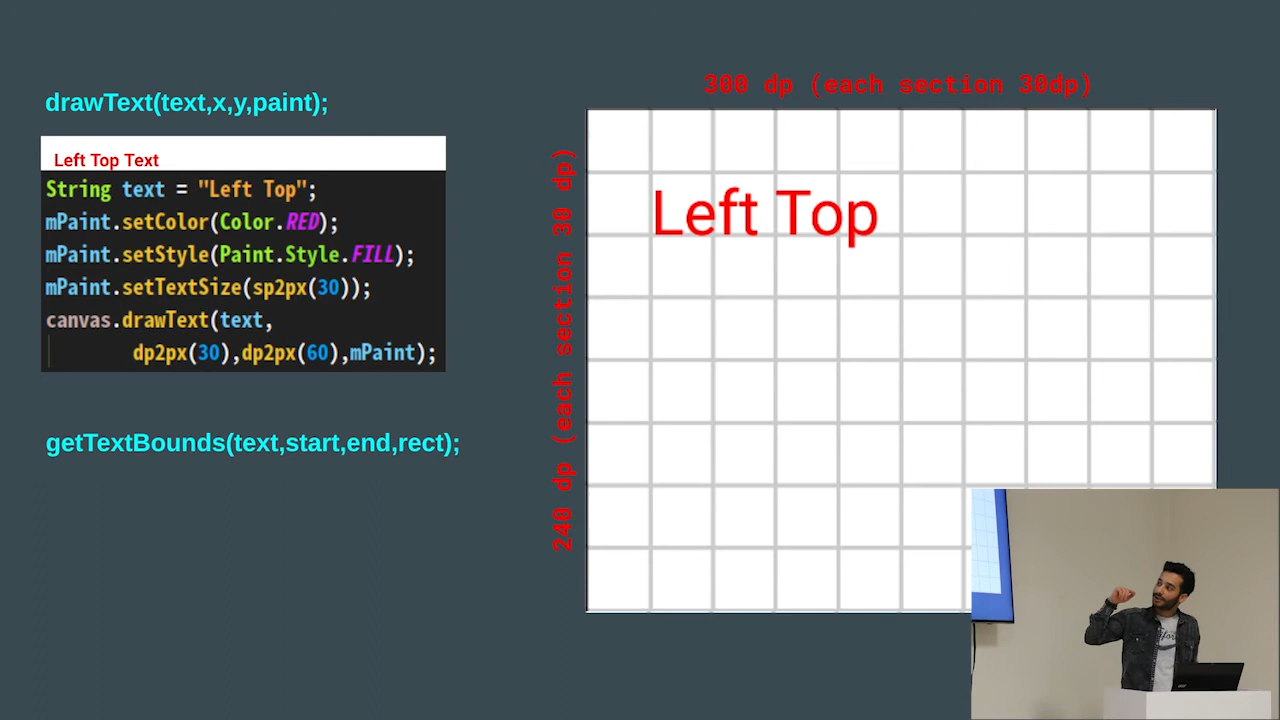 drawText(text,x,y,paint);
Left Top Text
String text = "Left Top";
mPaint.setColor(Color.RED);
mPaint.setStyle(Paint.Style.FILL);
mPaint.setTextSize(sp2px(30));
canvas.drawText(text,
dp2px(30),dp2px(60),mPaint);
getTextBounds(text,start,end,rect);
300 dp (each section 30dp)
240 dp (each section 30 dp)
Left Top